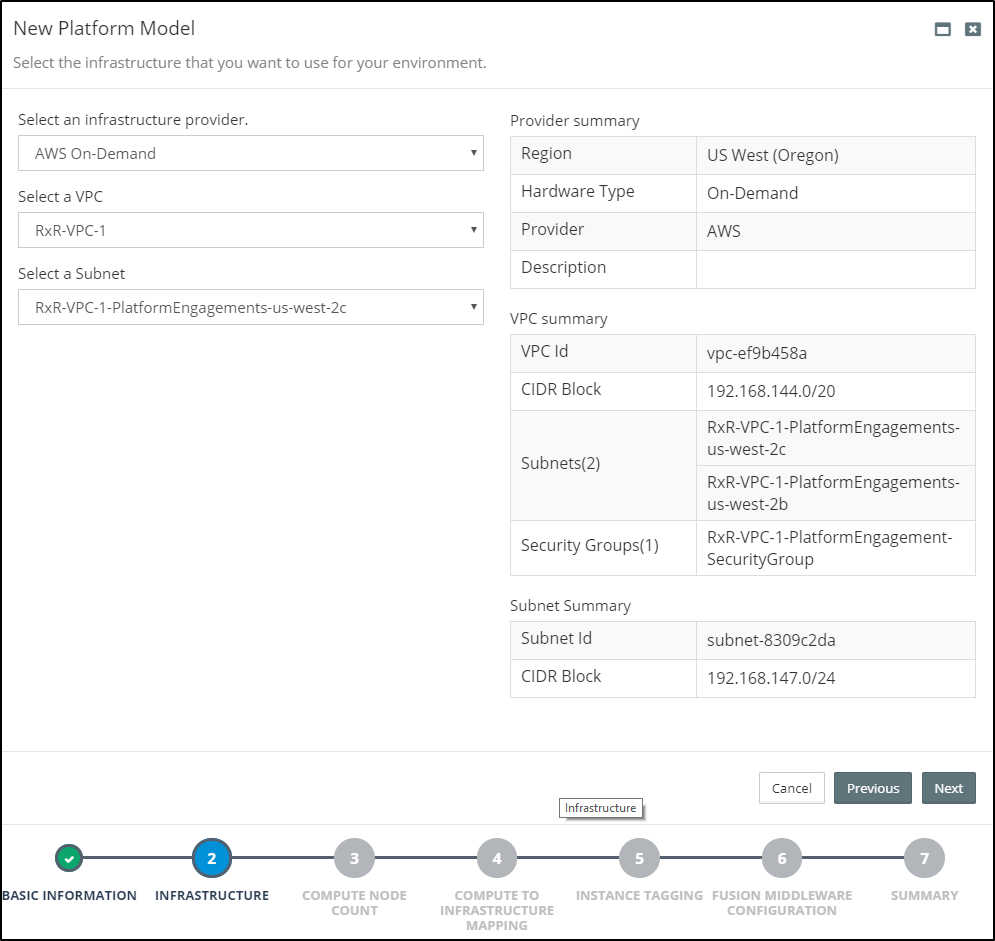 New Platform Model
Select the infrastructure that you want to use for your environment.
Select an infrastructure provider.
AWS On-Demand
Select a VPC
RxR-VPC-1
Select a Subnet
RxR-VPC-1-PlatformEngagements-us-west-2c
Provider summary
Region US West (Oregon)
Hardware Type On-Demand
Provider AWS
Description
VPC summary
VPC Id vpc-ef9b458a
CIDR Block 192.168.144.0/20
Subnets(2)
RxR-VPC-1-PlatformEngagements-
us-west-2c
RxR-VPC-1-PlatformEngagements-
us-west-2b
Security Groups(1)
RxR-VPC-1-PlatformEngagement-
SecurityGroup
Subnet Summary
Subnet Id subnet-8309c2da
CIDR Block 192.168.147.0/24
Cancel Previous Next
Infrastructure
2 3 4 5 6 7
BASIC INFORMATION
INFRASTRUCTURE
COMPUTE NODE
COUNT
COMPUTE TO
INFRASTRUCTURE
MAPPING
INSTANCE TAGGING
FUSION MIDDLEWARE
CONFIGURATION
SUMMARY